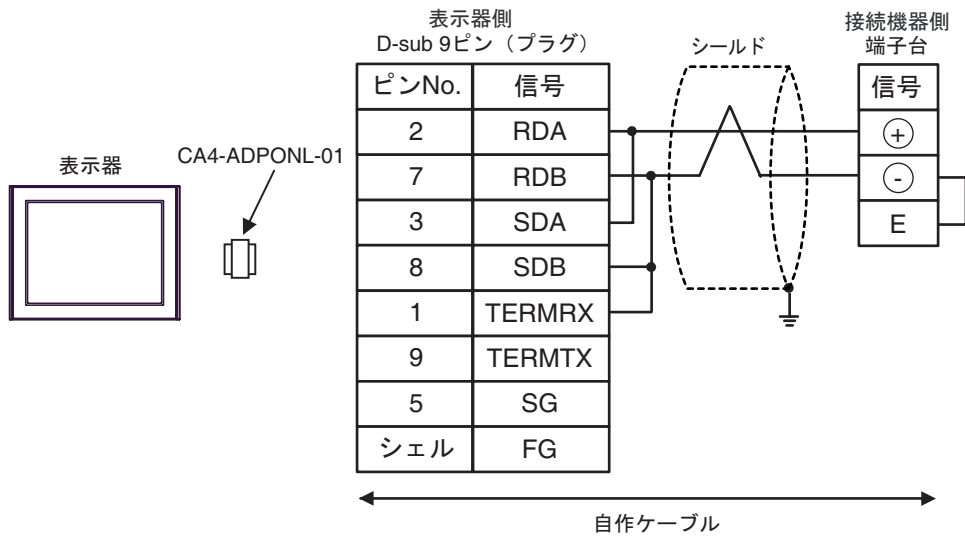 表示器側
D-sub 9ピン（プラグ）
シールド
接続機器側
端子台
ピンNo. 信号
信号
2 RDA
+
7 RDB
-
3 SDA
E
8 SDB
1 TERMRX
9 TERMTX
5 SG
シェル FG
表示器
CA4-ADPONL-01
自作ケーブル